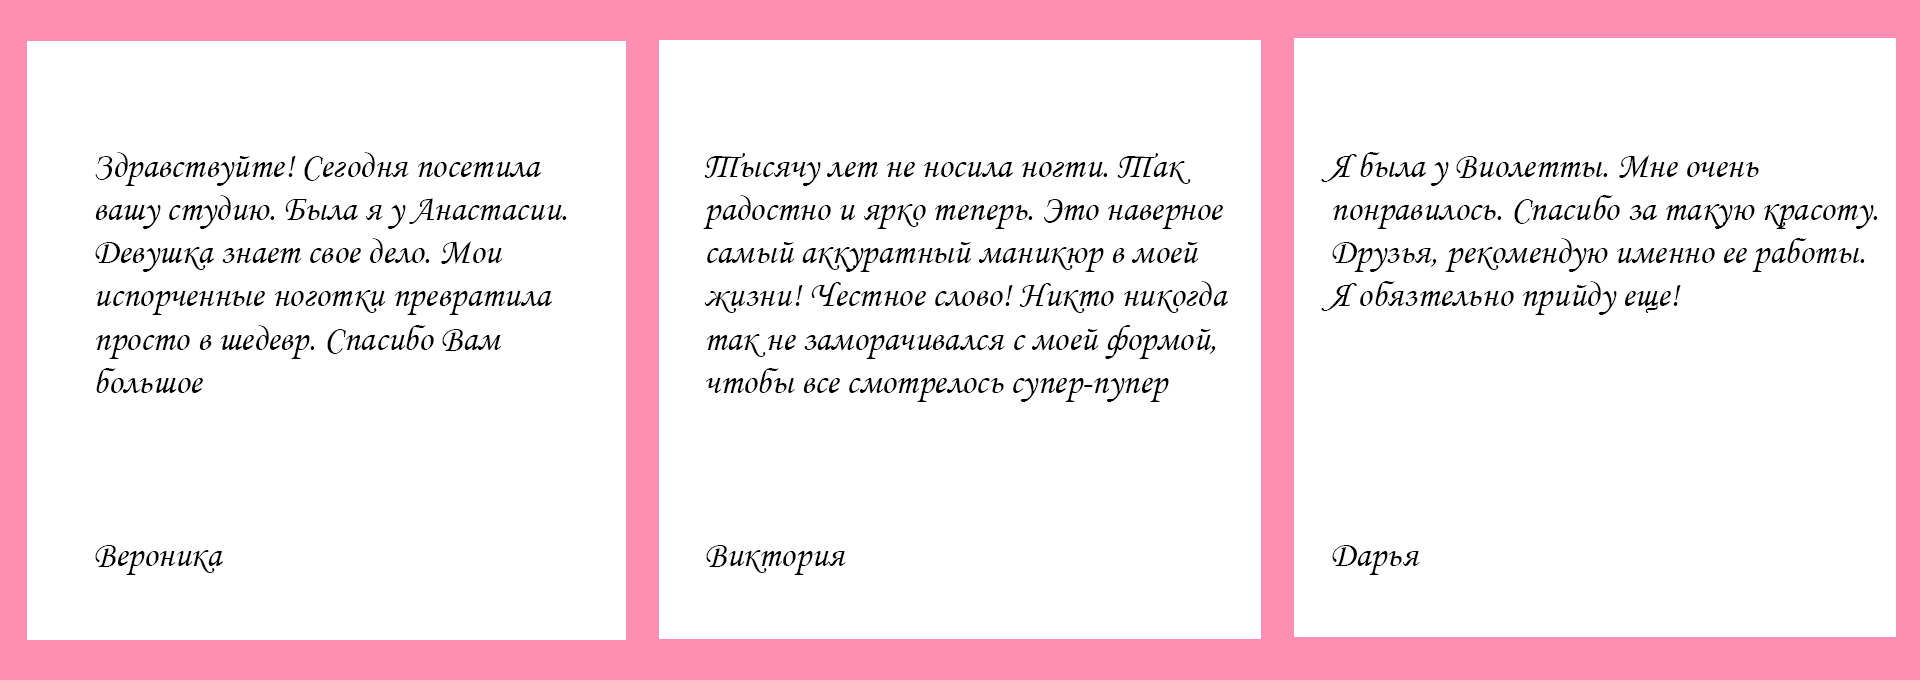 Здравствуйте! Сегодня посетила
вашу студию. Была я у Анастасии.
Девушка знает свое дело. Мои
испорченные ноготки превратила
просто в шедевр. Спасибо Вам
большое
Вероника
Тысячу лет не носила ногти. Так
радостно и ярко теперь. Это наверное
самый аккуратный маникюр в моей
жизни! Честное слово! Никто никогда
так не заморачивался с моей формой,
чтобы все смотрелось супер-пупер
Виктория
Я была у Виолетты. Мне очень
понравилось. Спасибо за такую красоту.
Друзья, рекомендую именно ее работы.
Я обязтельно прийду еще!
Дарья